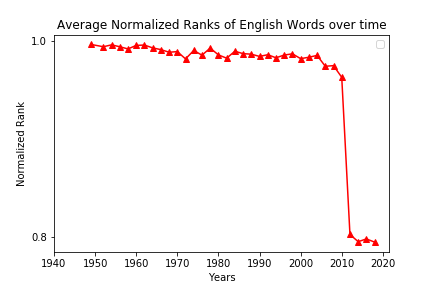 Average Normalized Ranks of English Words over time
1.0
0.8
Normalized Rank
1940 1950 1960 1970 1980 1990 2000 2010 2020
Years